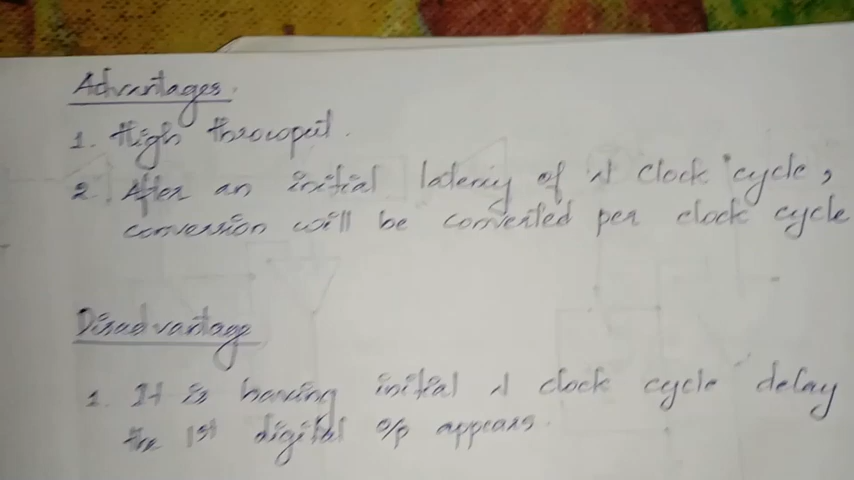 Advantages.
1. High throughput.
2. After an initial latency of N clock cycle,
conversion will be converted per clock cycle
Disadvantage
1. It is having initial N clock cycle delay
the 1st digital o/p appears.